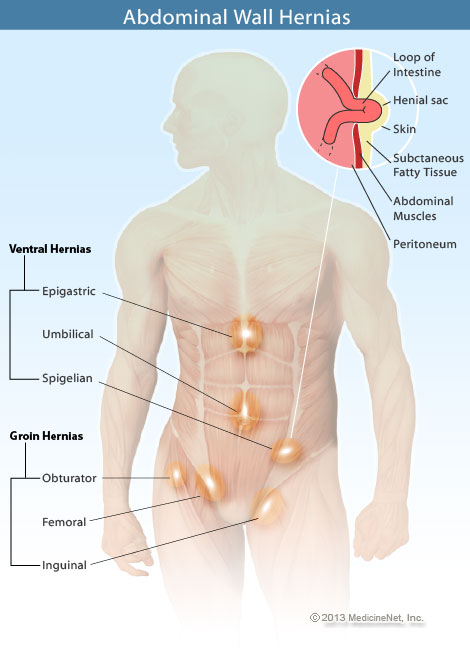 Abdominal Wall Hernias
Loop of
Intestine
Henial sac
Skin
Subctaneous
Fatty Tissue
Abdominal
Muscles
Peritoneum
Ventral Hernias
Epigastric
Umbilical
Spigelian
Groin Hernias
Obturator
Femoral
Inguinal
© 2013 MedicineNet, Inc.